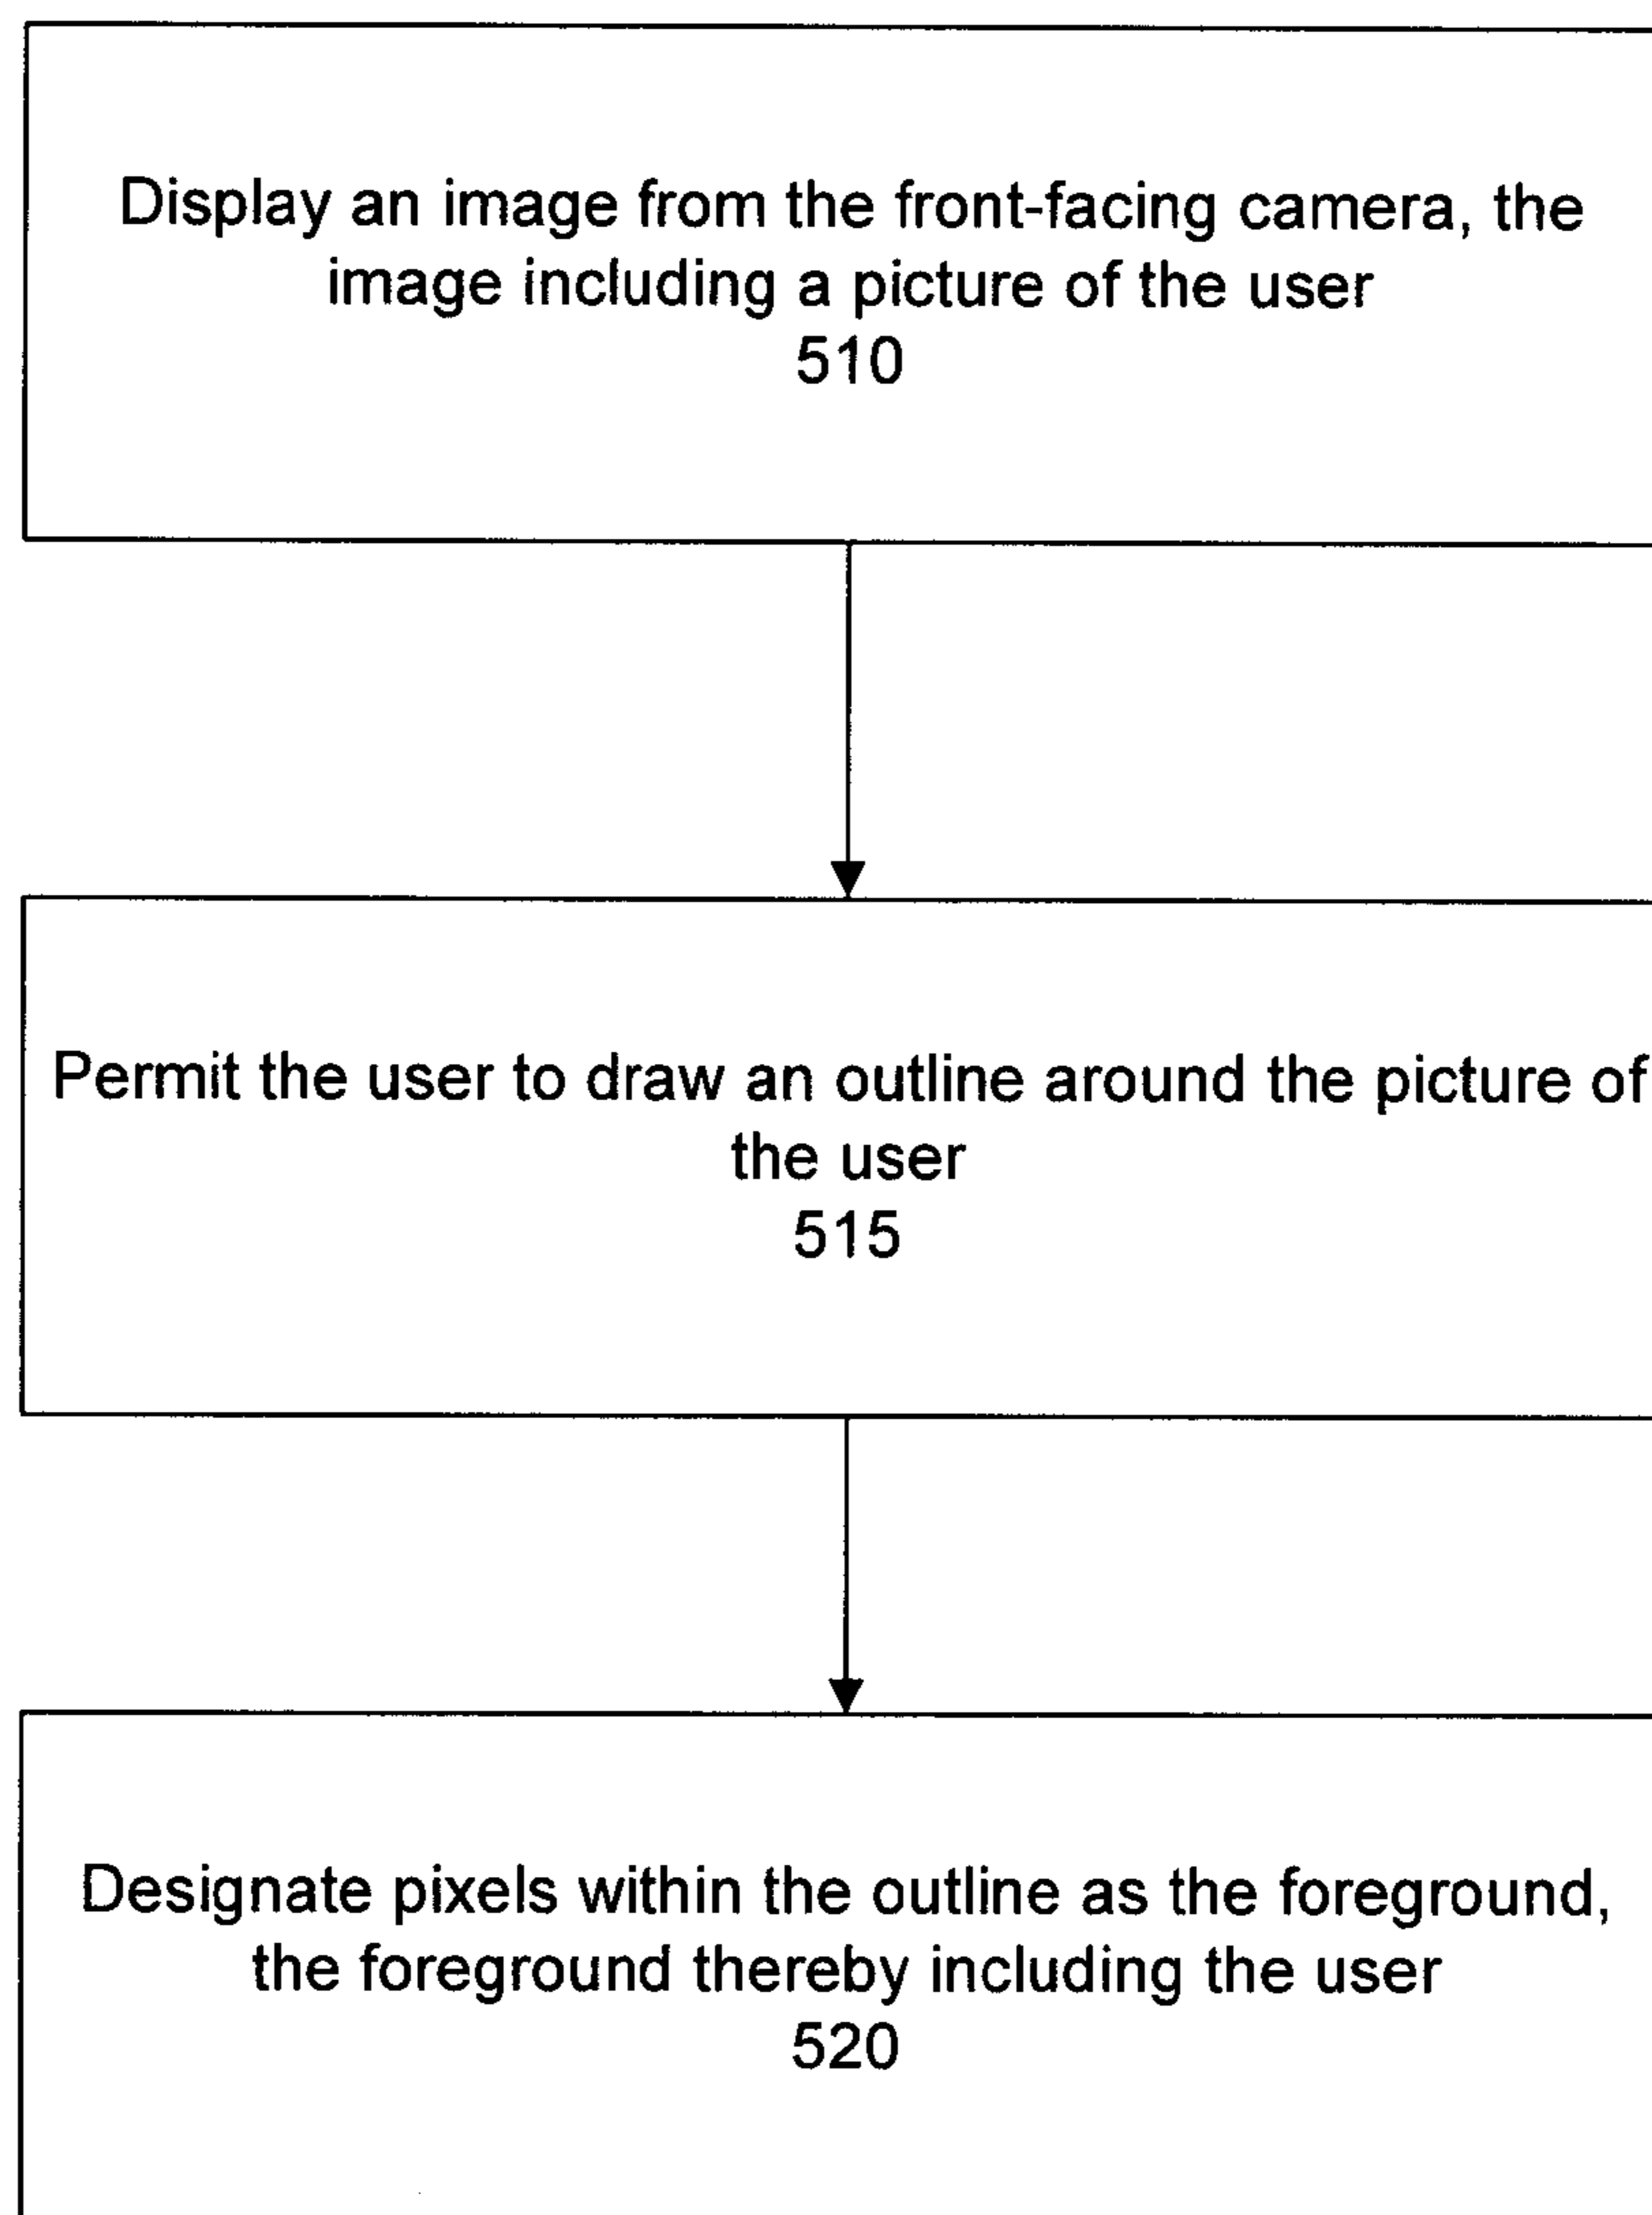 Display an image from the front-facing camera, the
image including a picture of the user
510
Permit the user to draw an outline around the picture of
the user
515
Designate pixels within the outline as the foreground,
the foreground thereby including the user
520